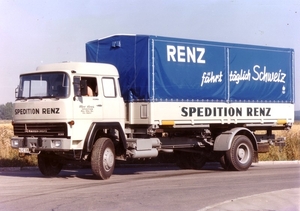 RENZ
fährt täglich Schweiz
SPEDITION RENZ
SPEDITION RENZ